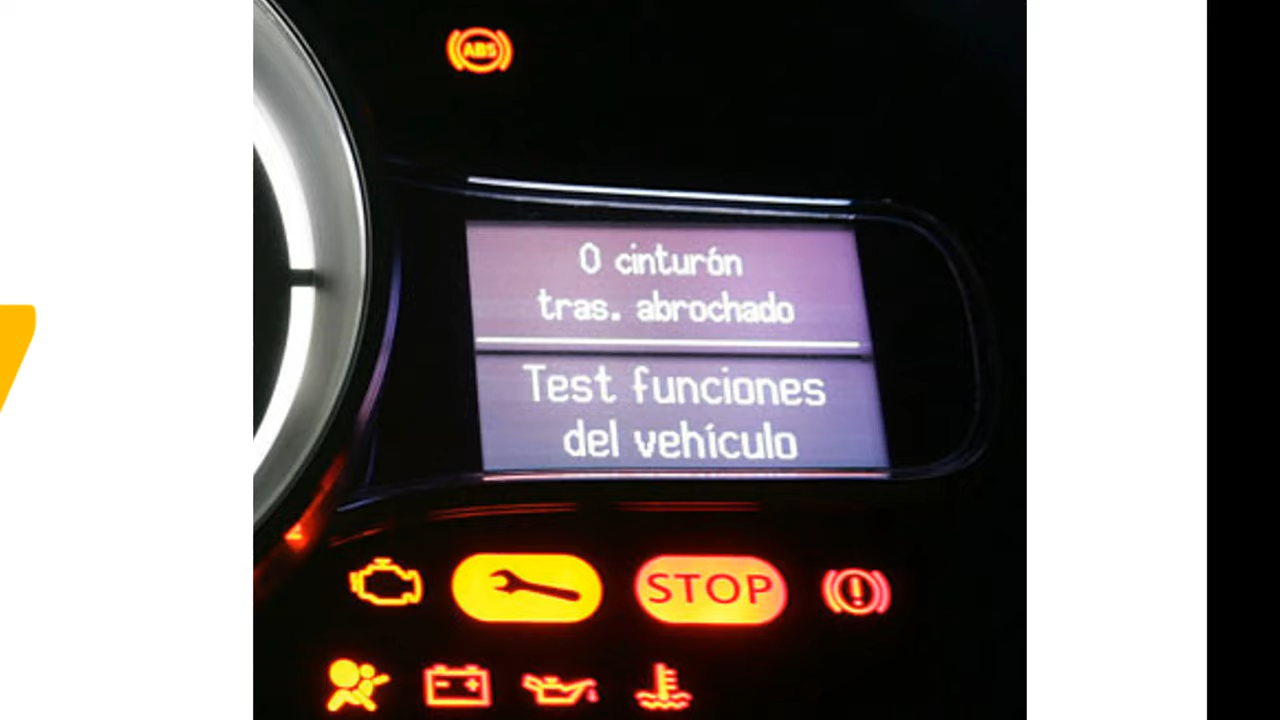 ABS
0 cinturón
tras. abrochado
Test funciones
del vehículo
STOP